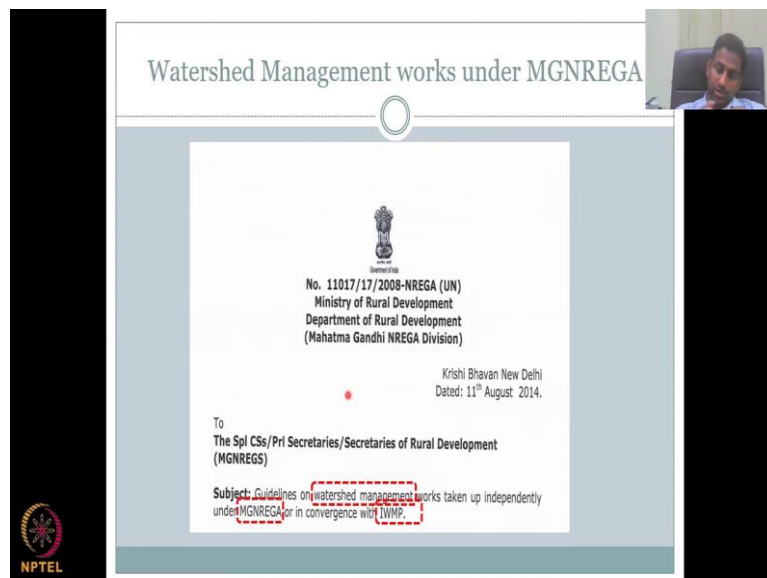 Watershed Management works under MGNREGA
Government of India
No. 11017/17/2008-NREGA (UN)
Ministry of Rural Development
Department of Rural Development
(Mahatma Gandhi NREGA Division)
Krishi Bhavan New Delhi
Dated: 11th August 2014.
To
The Spl CSs/Prl Secretaries/Secretaries of Rural Development
(MGNREGS)
Subject: Guidelines on watershed management works taken up independently
under MGNREGA or in convergence with IWMP.
NPTEL